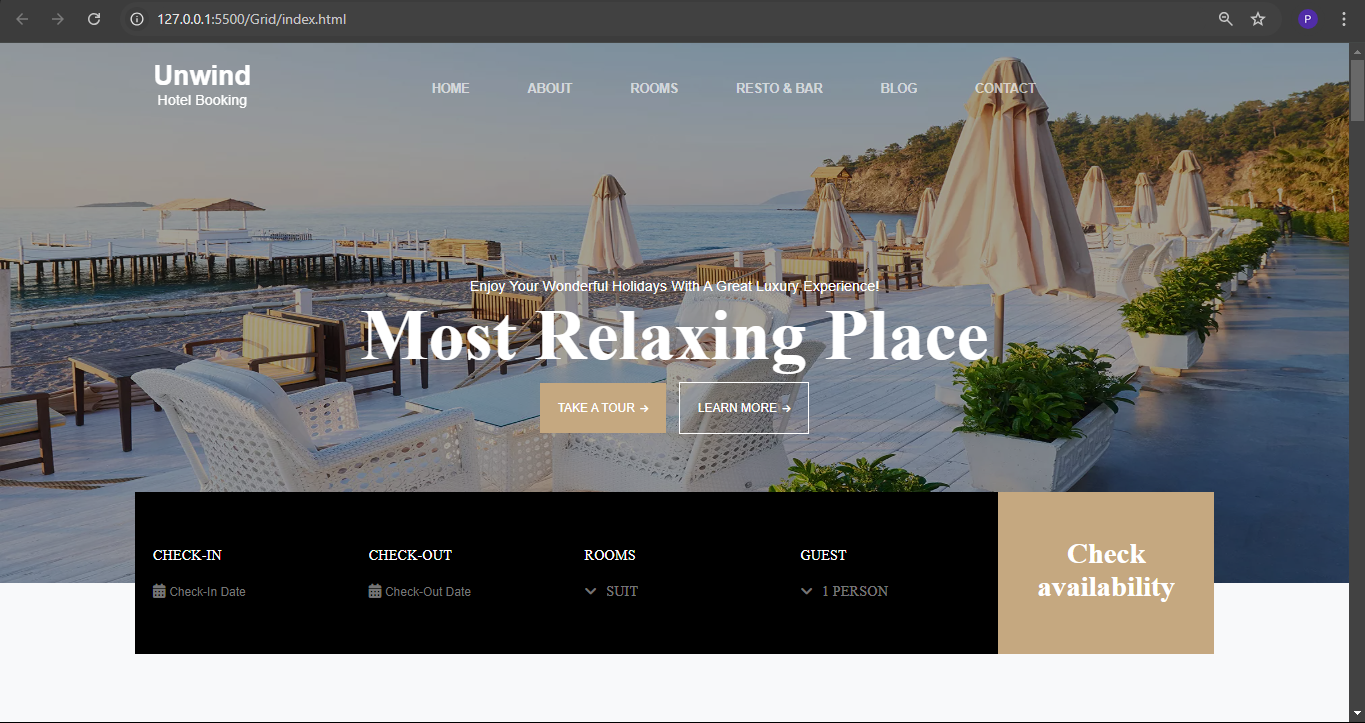 127.0.0.1:5500/Grid/index.html
P
Unwind
Hotel Booking
HOME ABOUT ROOMS RESTO & BAR BLOG CONTACT
Enjoy Your Wonderful Holidays With A Great Luxury Experience!
Most Relaxing Place
TAKE A TOUR → LEARN MORE →
CHECK-IN CHECK-OUT ROOMS GUEST
Check-In Date Check-Out Date SUIT 1 PERSON
Check
availability